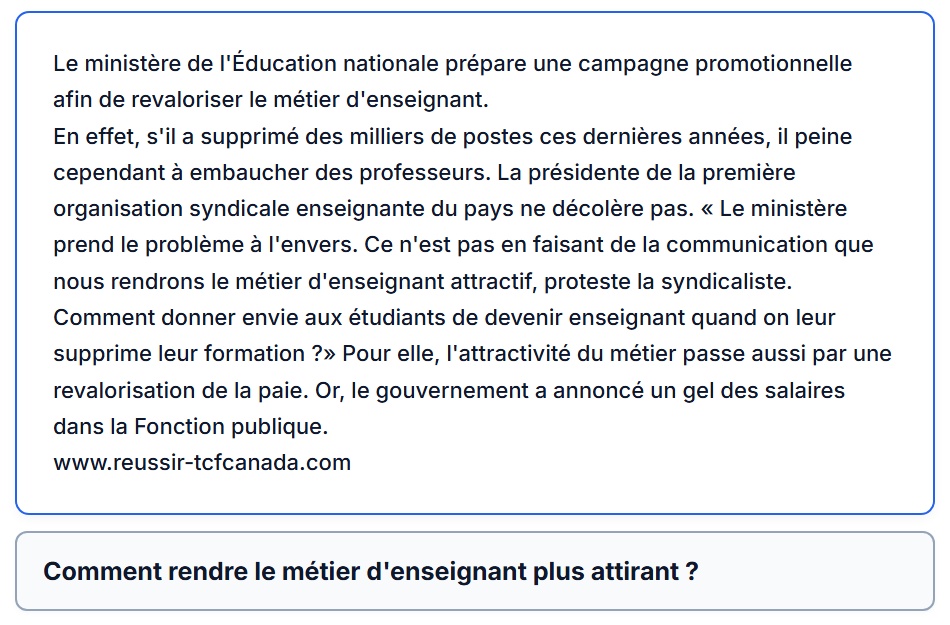 Le ministère de l'Éducation nationale prépare une campagne promotionnelle
afin de revaloriser le métier d'enseignant.
En effet, s'il a supprimé des milliers de postes ces dernières années, il peine
cependant à embaucher des professeurs. La présidente de la première
organisation syndicale enseignante du pays ne décolère pas. « Le ministère
prend le problème à l'envers. Ce n'est pas en faisant de la communication que
nous rendrons le métier d'enseignant attractif, proteste la syndicaliste.
Comment donner envie aux étudiants de devenir enseignant quand on leur
supprime leur formation ?» Pour elle, l'attractivité du métier passe aussi par une
revalorisation de la paie. Or, le gouvernement a annoncé un gel des salaires
dans la Fonction publique.
www.reussir-tcfcanada.com
Comment rendre le métier d'enseignant plus attirant ?